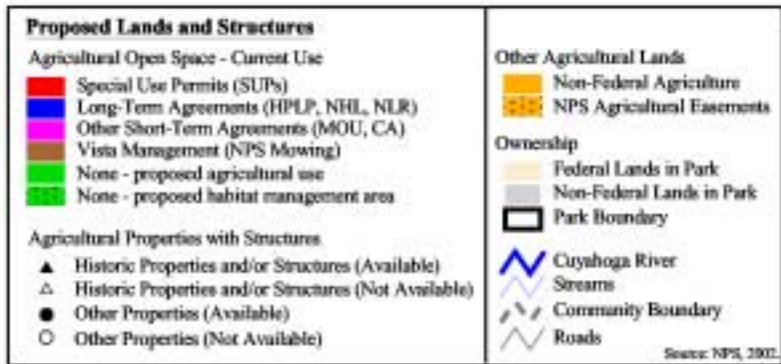 Proposed Lands and Structures
Agricultural Open Space - Current Use
Special Use Permits (SUPs)
Long-Term Agreements (HPLP, NHL, NLR)
Other Short-Term Agreements (MOU, CA)
Vista Management (NPS Mowing)
None - proposed agricultural use
None - proposed habitat management area
Agricultural Properties with Structures
Historic Properties and/or Structures (Available)
Historic Properties and/or Structures (Not Available)
Other Properties (Available)
Other Properties (Not Available)
Other Agricultural Lands
Non-Federal Agriculture
NPS Agricultural Easements
Ownership
Federal Lands in Park
Non-Federal Lands in Park
Park Boundary
Cuyahoga River
Streams
Community Boundary
Roads
Source: NPS, 2002